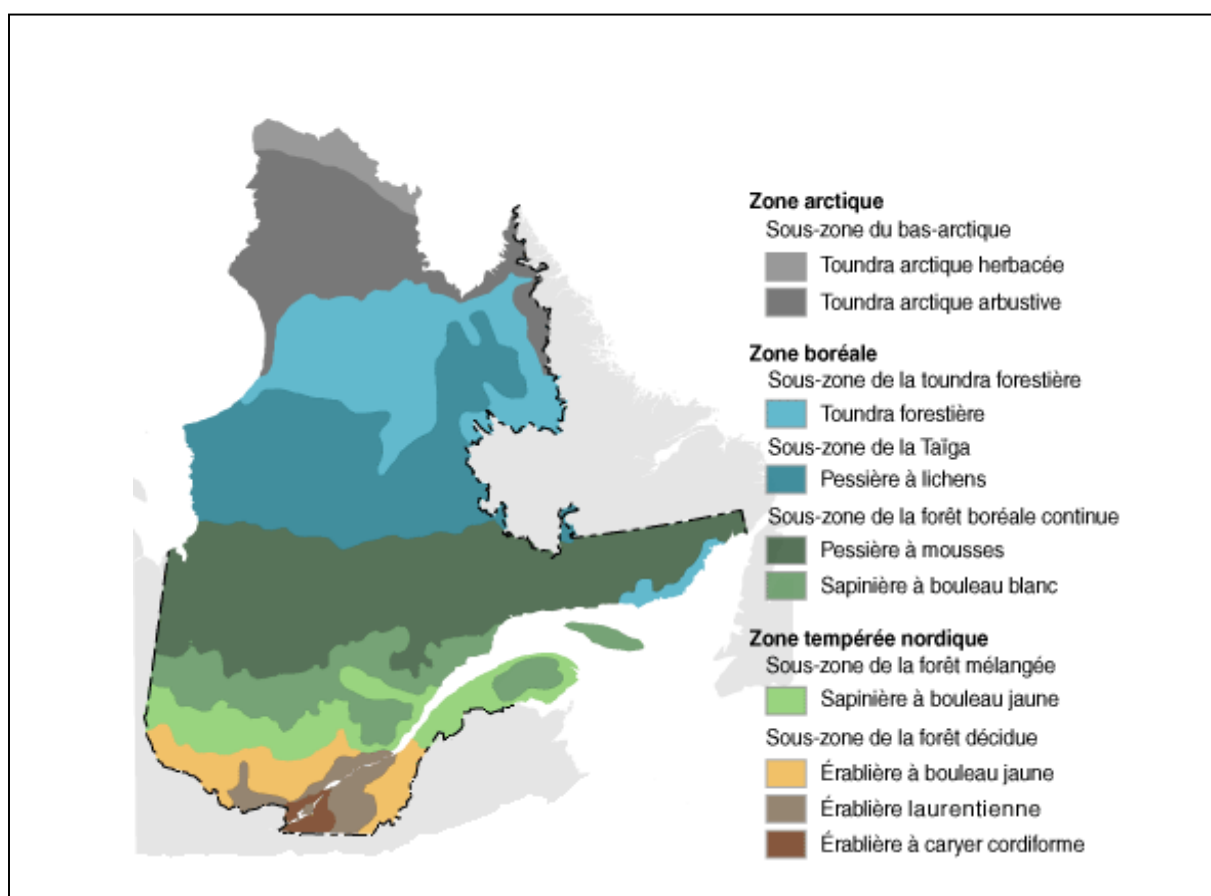 Zone arctique
Sous-zone du bas-arctique
Toundra arctique herbacée
Toundra arctique arbustive
Zone boréale
Sous-zone de la toundra forestière
Toundra forestière
Sous-zone de la Taïga
Pessière à lichens
Sous-zone de la forêt boréale continue
Pessière à mousses
Sapinière à bouleau blanc
Zone tempérée nordique
Sous-zone de la forêt mélangée
Sapinière à bouleau jaune
Sous-zone de la forêt décidue
Érablière à bouleau jaune
Érablière laurentienne
Érablière à caryer cordiforme